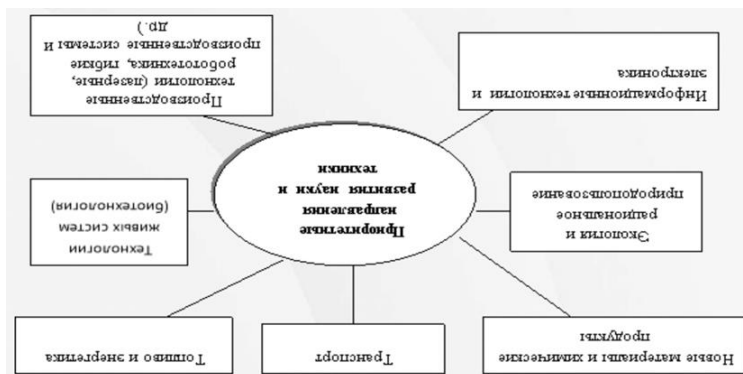 Топливо и энергетика
Транспорт
Новые материалы и химические
продукты
Технологии
живых систем
(биотехнология)
Приоритетные
направления
развития науки и
техники
Экология и
рациональное
природопользование
Производственные
технологии (лазерные,
робототехника, гибкие
производственные системы и
др.)
Информационные технологии и
электроника